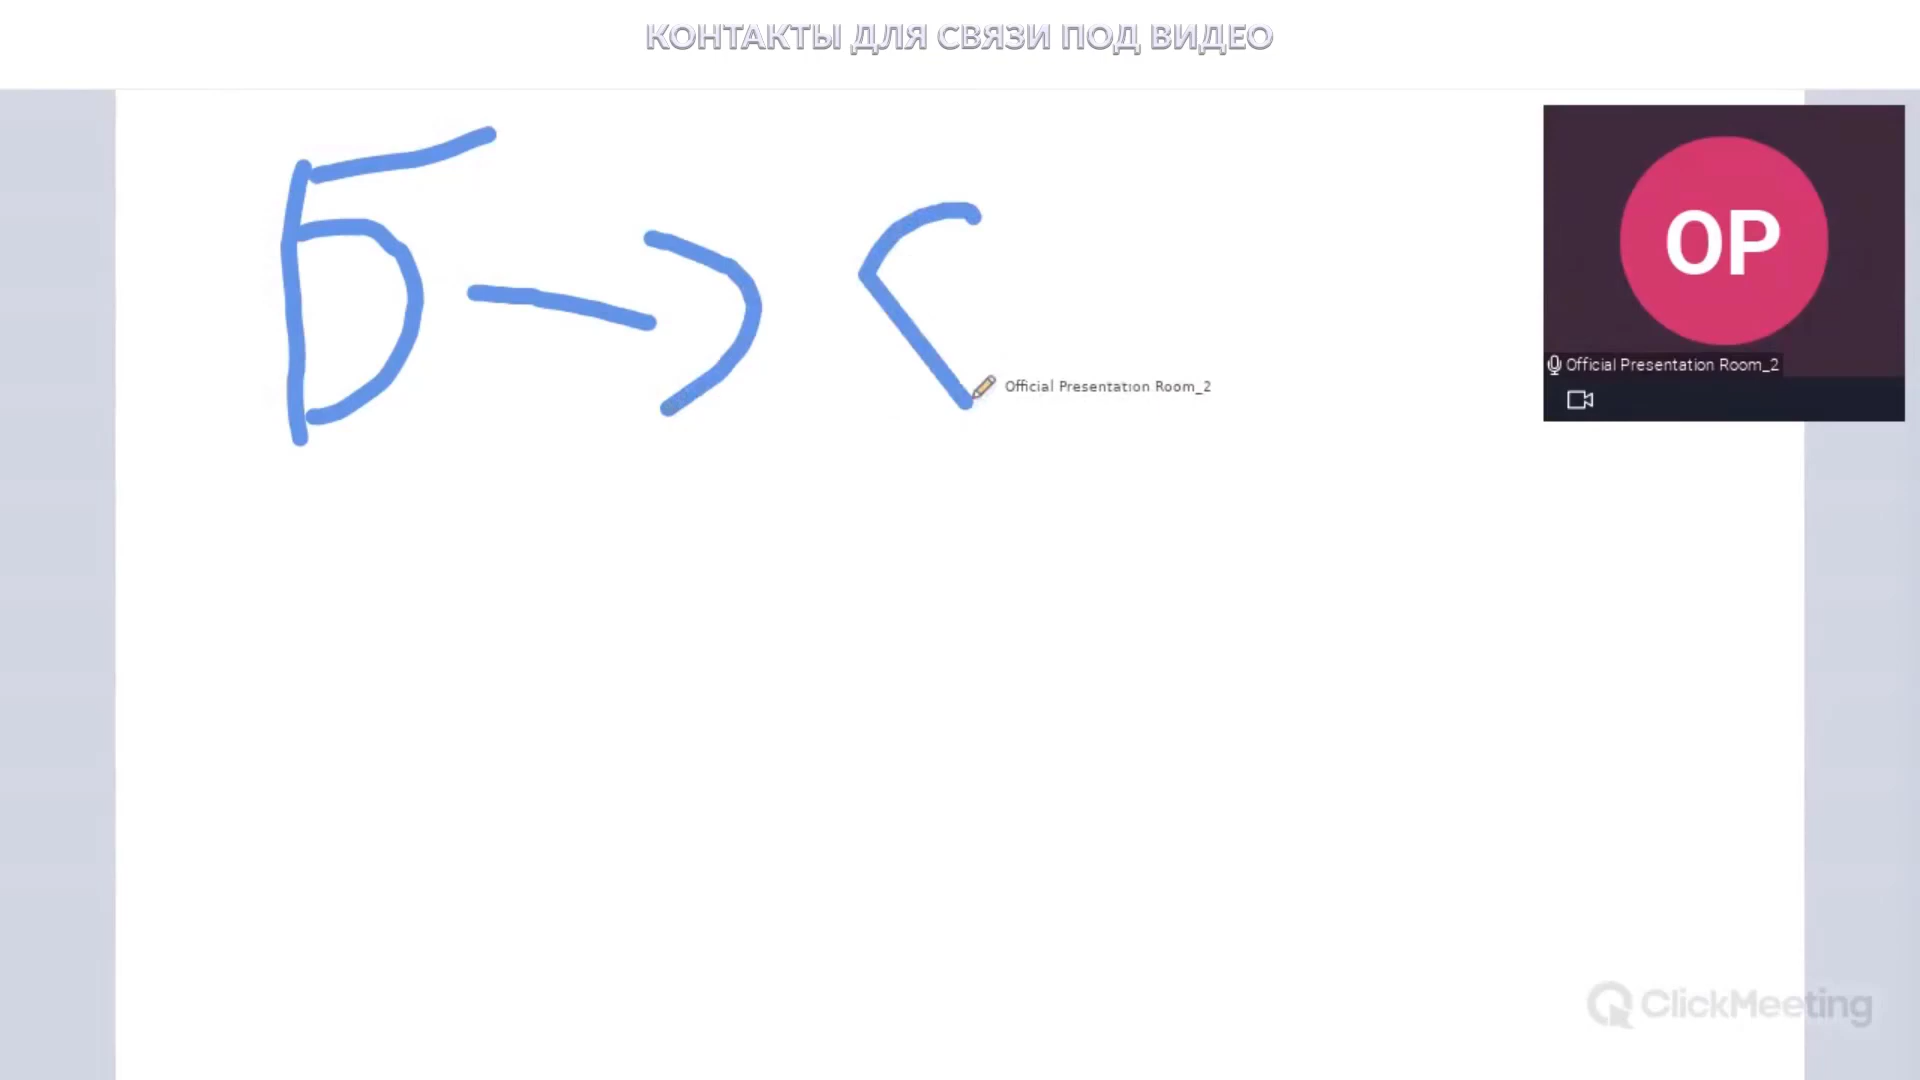 КОНТАКТЫ ДЛЯ СВЯЗИ ПОД ВИДЕО
Б →
OP
Official Presentation Room_2
Official Presentation Room_2
ClickMeeting